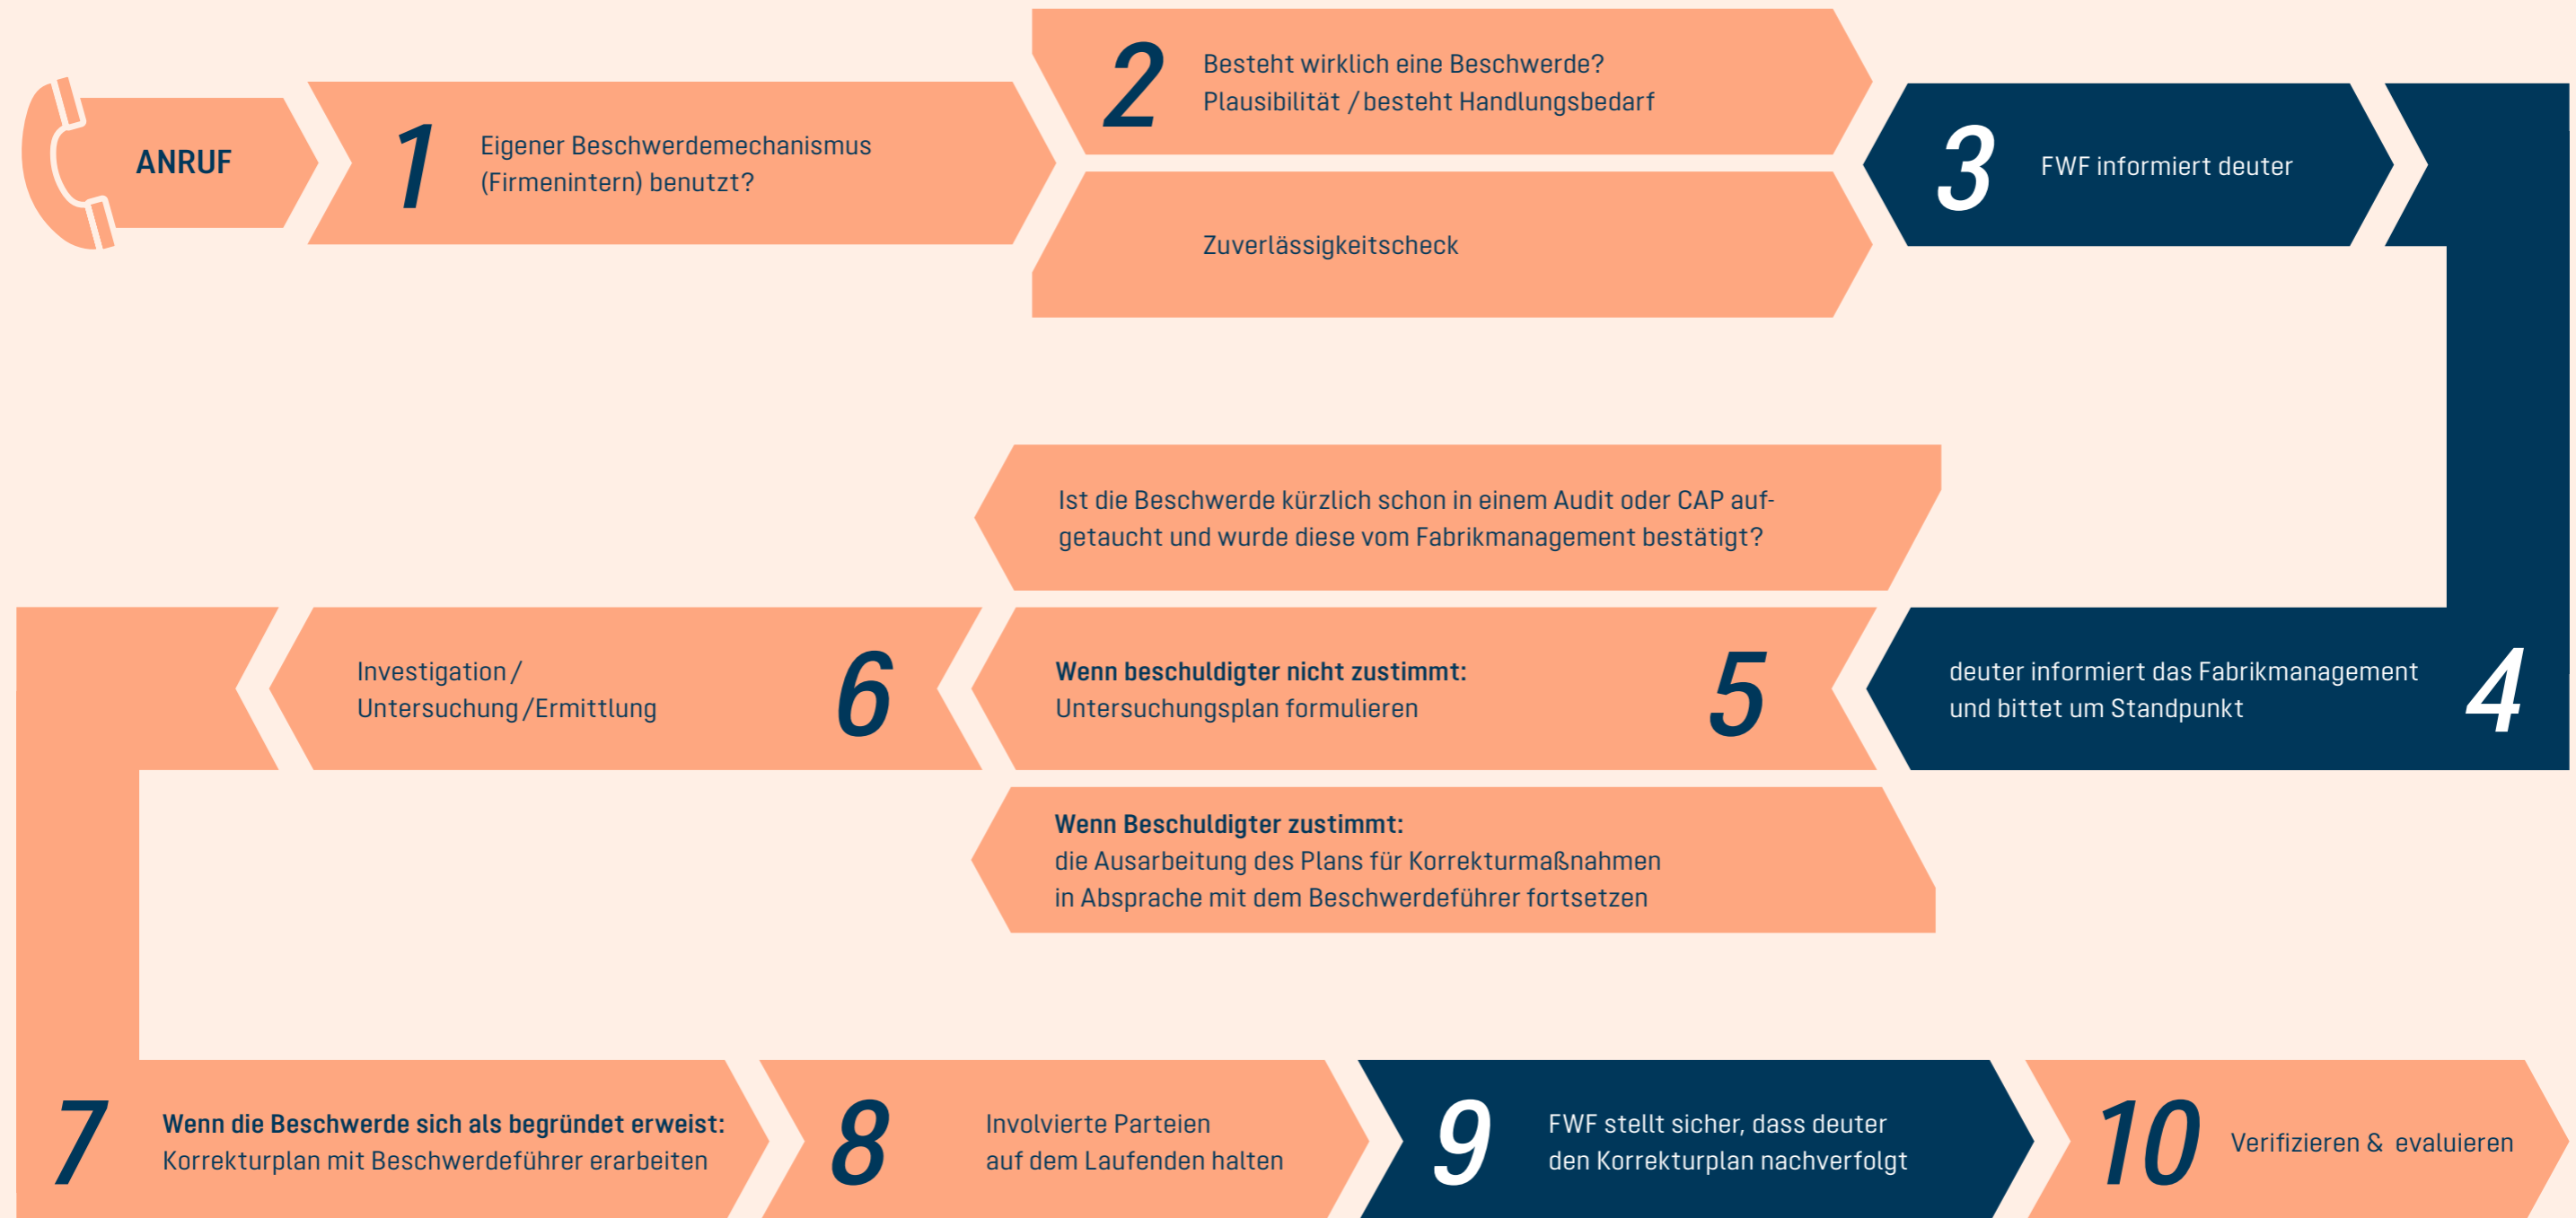 ANRUF
1
Eigener Beschwerdemechanismus
(Firmenintern) benutzt?
2
Besteht wirklich eine Beschwerde?
Plausibilität / besteht Handlungsbedarf
Zuverlässigkeitscheck
3
FWF informiert deuter
4
deuter informiert das Fabrikmanagement
und bittet um Standpunkt
Ist die Beschwerde kürzlich schon in einem Audit oder CAP auf-
getaucht und wurde diese vom Fabrikmanagement bestätigt?
5
Wenn beschuldigter nicht zustimmt:
Untersuchungsplan formulieren
Wenn Beschuldigter zustimmt:
die Ausarbeitung des Plans für Korrekturmaßnahmen
in Absprache mit dem Beschwerdeführer fortsetzen
6
Investigation /
Untersuchung /Ermittlung
7
Wenn die Beschwerde sich als begründet erweist:
Korrekturplan mit Beschwerdeführer erarbeiten
8
Involvierte Parteien
auf dem Laufenden halten
9
FWF stellt sicher, dass deuter
den Korrekturplan nachverfolgt
10
Verifizieren & evaluieren